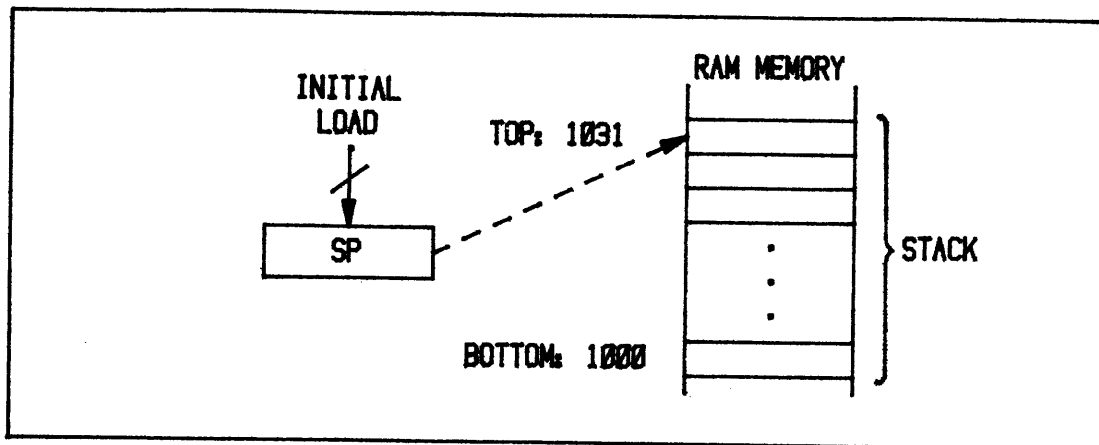 RAM MEMORY
INITIAL
LOAD
TOP: 1031
SP
STACK
BOTTOM: 1000